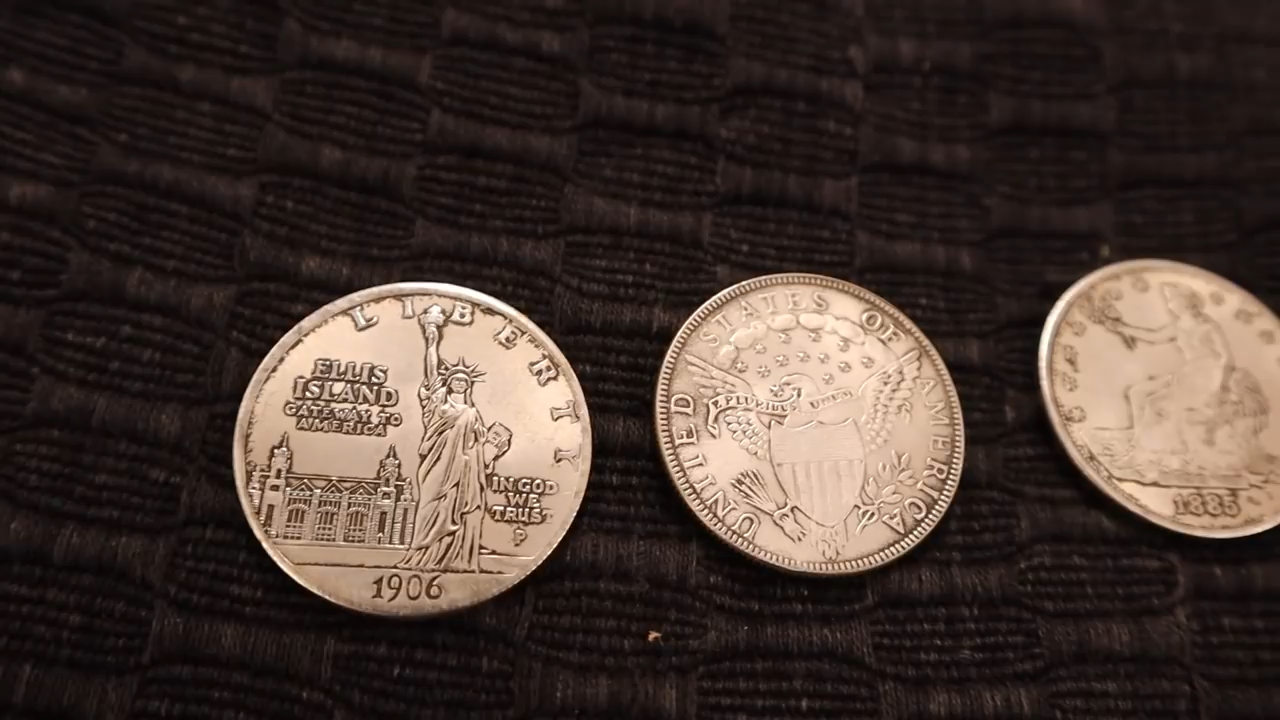 LIBERTY
ELLIS
ISLAND
GATEWAY TO
AMERICA
IN GOD
WE
TRUST
P
1906
UNITED STATES OF AMERICA
E PLURIBUS UNUM
1885